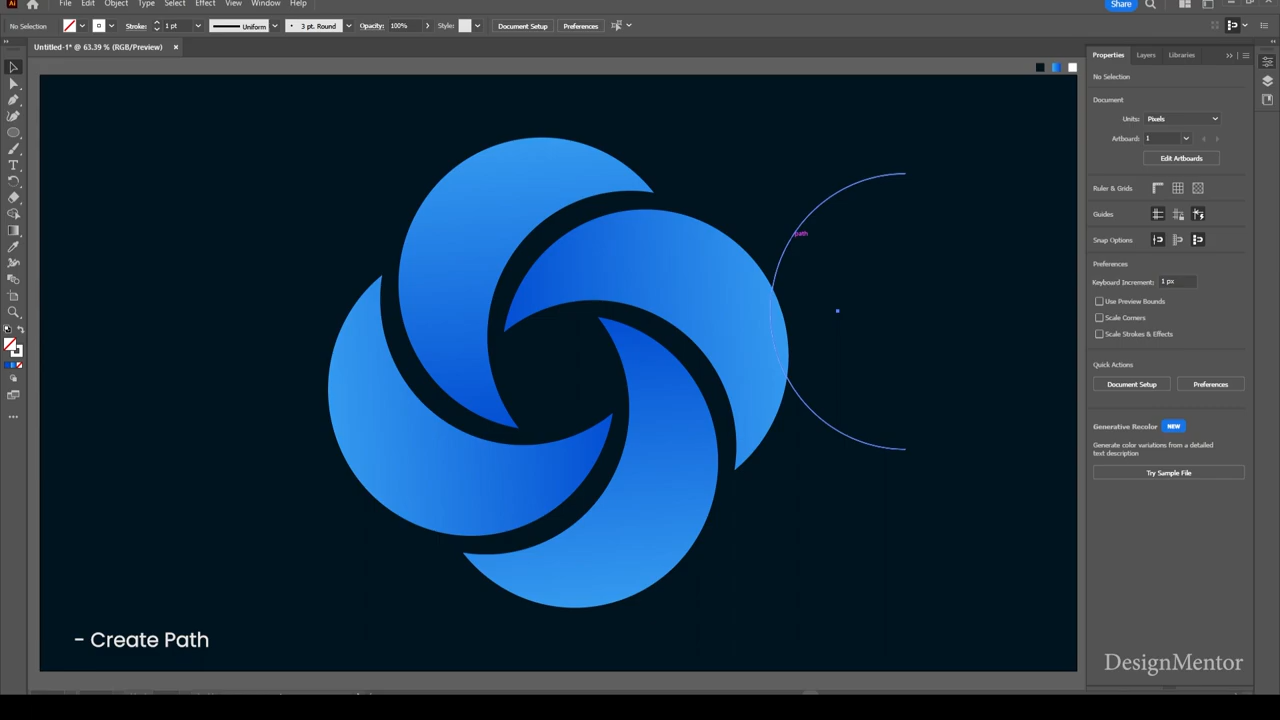 File Edit Object Type Select Effect View Window Help
Share
No Selection
Stroke: 1 pt Uniform 3 pt. Round Opacity: 100% Style: Document Setup Preferences
Untitled-1* @ 63.39 % (RGB/Preview) ×
Properties Layers Libraries
No Selection
Document
Units: Pixels
Artboard: 1
Edit Artboards
Ruler & Grids
Guides
Snap Options
Preferences
Keyboard Increment: 1 px
Use Preview Bounds
Scale Corners
Scale Strokes & Effects
Quick Actions
Document Setup Preferences
Generative Recolor NEW
Generate color variations from a detailed
text description
Try Sample File
path
- Create Path
DesignMentor